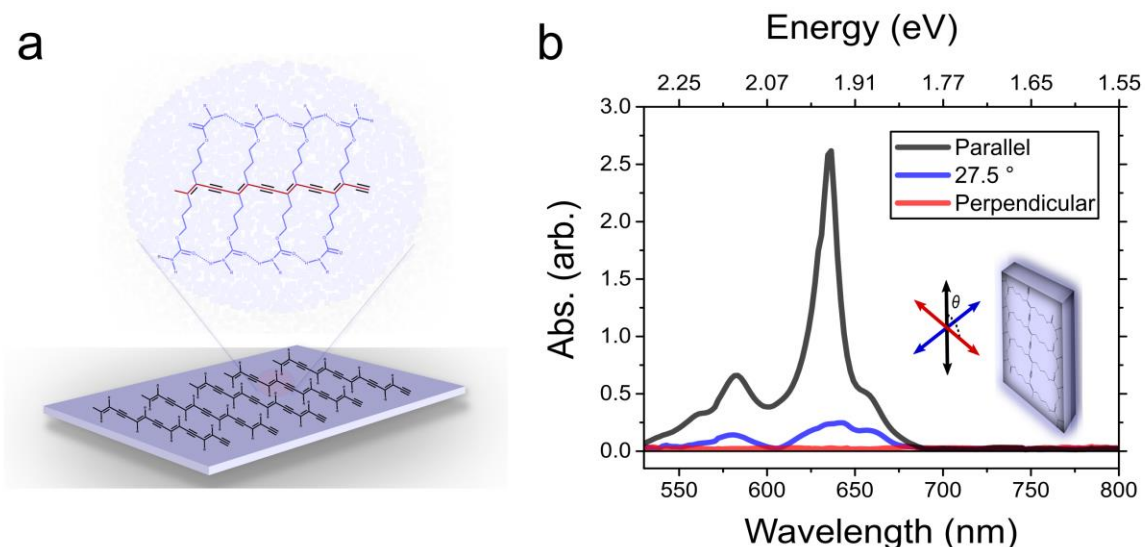 a
b
Energy (eV)
2.25 2.07 1.91 1.77 1.65 1.55
3.0
2.5
2.0
1.5
1.0
0.5
0.0
Abs. (arb.)
Parallel
27.5 °
Perpendicular
θ
550 600 650 700 750 800
Wavelength (nm)